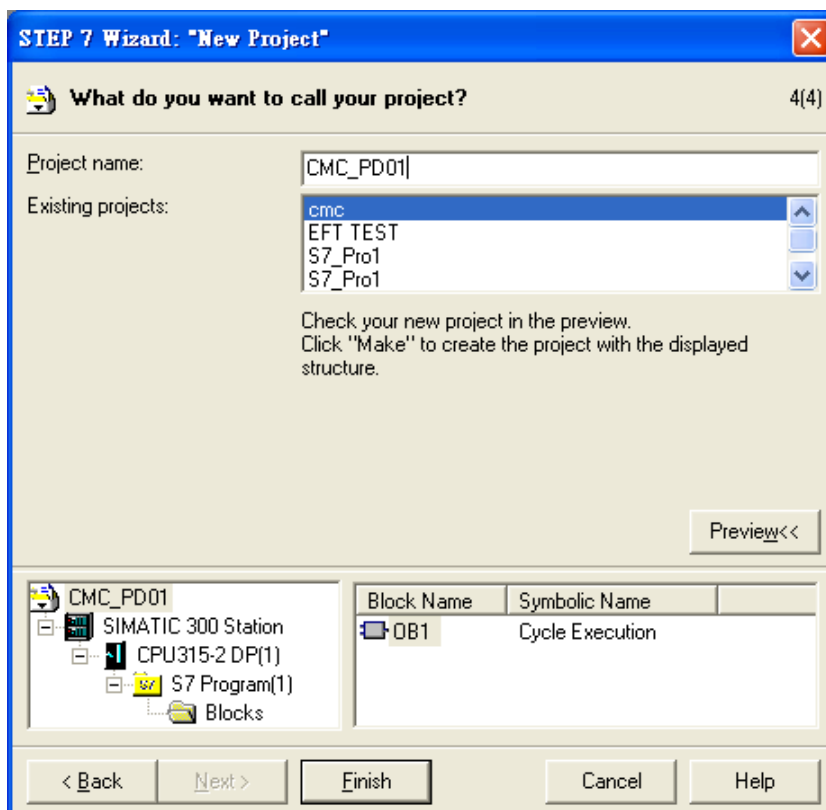 STEP 7 Wizard: "New Project"
What do you want to call your project?
4(4)
Project name:
CMC_PD01
Existing projects:
cmc
EFT TEST
S7_Pro1
S7_Pro1
Check your new project in the preview.
Click "Make" to create the project with the displayed
structure.
Preview<<
CMC_PD01
SIMATIC 300 Station
CPU315-2 DP(1)
S7 Program(1)
Blocks
Block Name
Symbolic Name
OB1
Cycle Execution
< Back
Next >
Finish
Cancel
Help